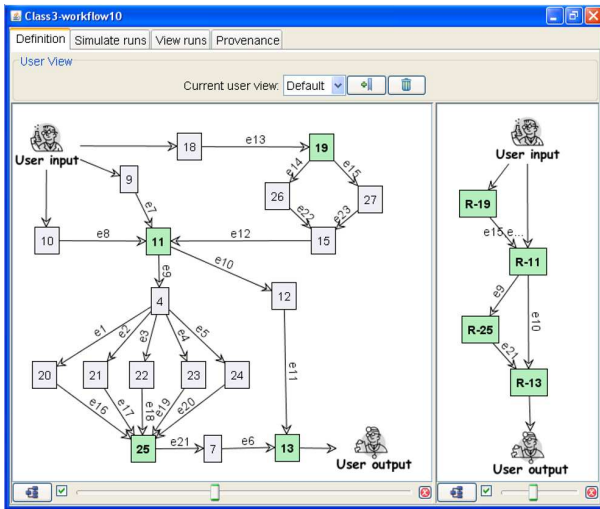 Class3-workflow10
Definition Simulate runs View runs Provenance
User View
Current user view: Default
User input
18
e13
19
9
e14
e15
26
27
e7
e22
e23
10
e8
11
e12
15
e9
e10
4
12
e1
e2
e3
e4
e5
e11
20
21
22
23
24
e16
e17
e18
e19
e20
25
e21
7
e6
13
User output
User input
R-19
e15,e...
R-11
e9
e10
R-25
e21
R-13
User output